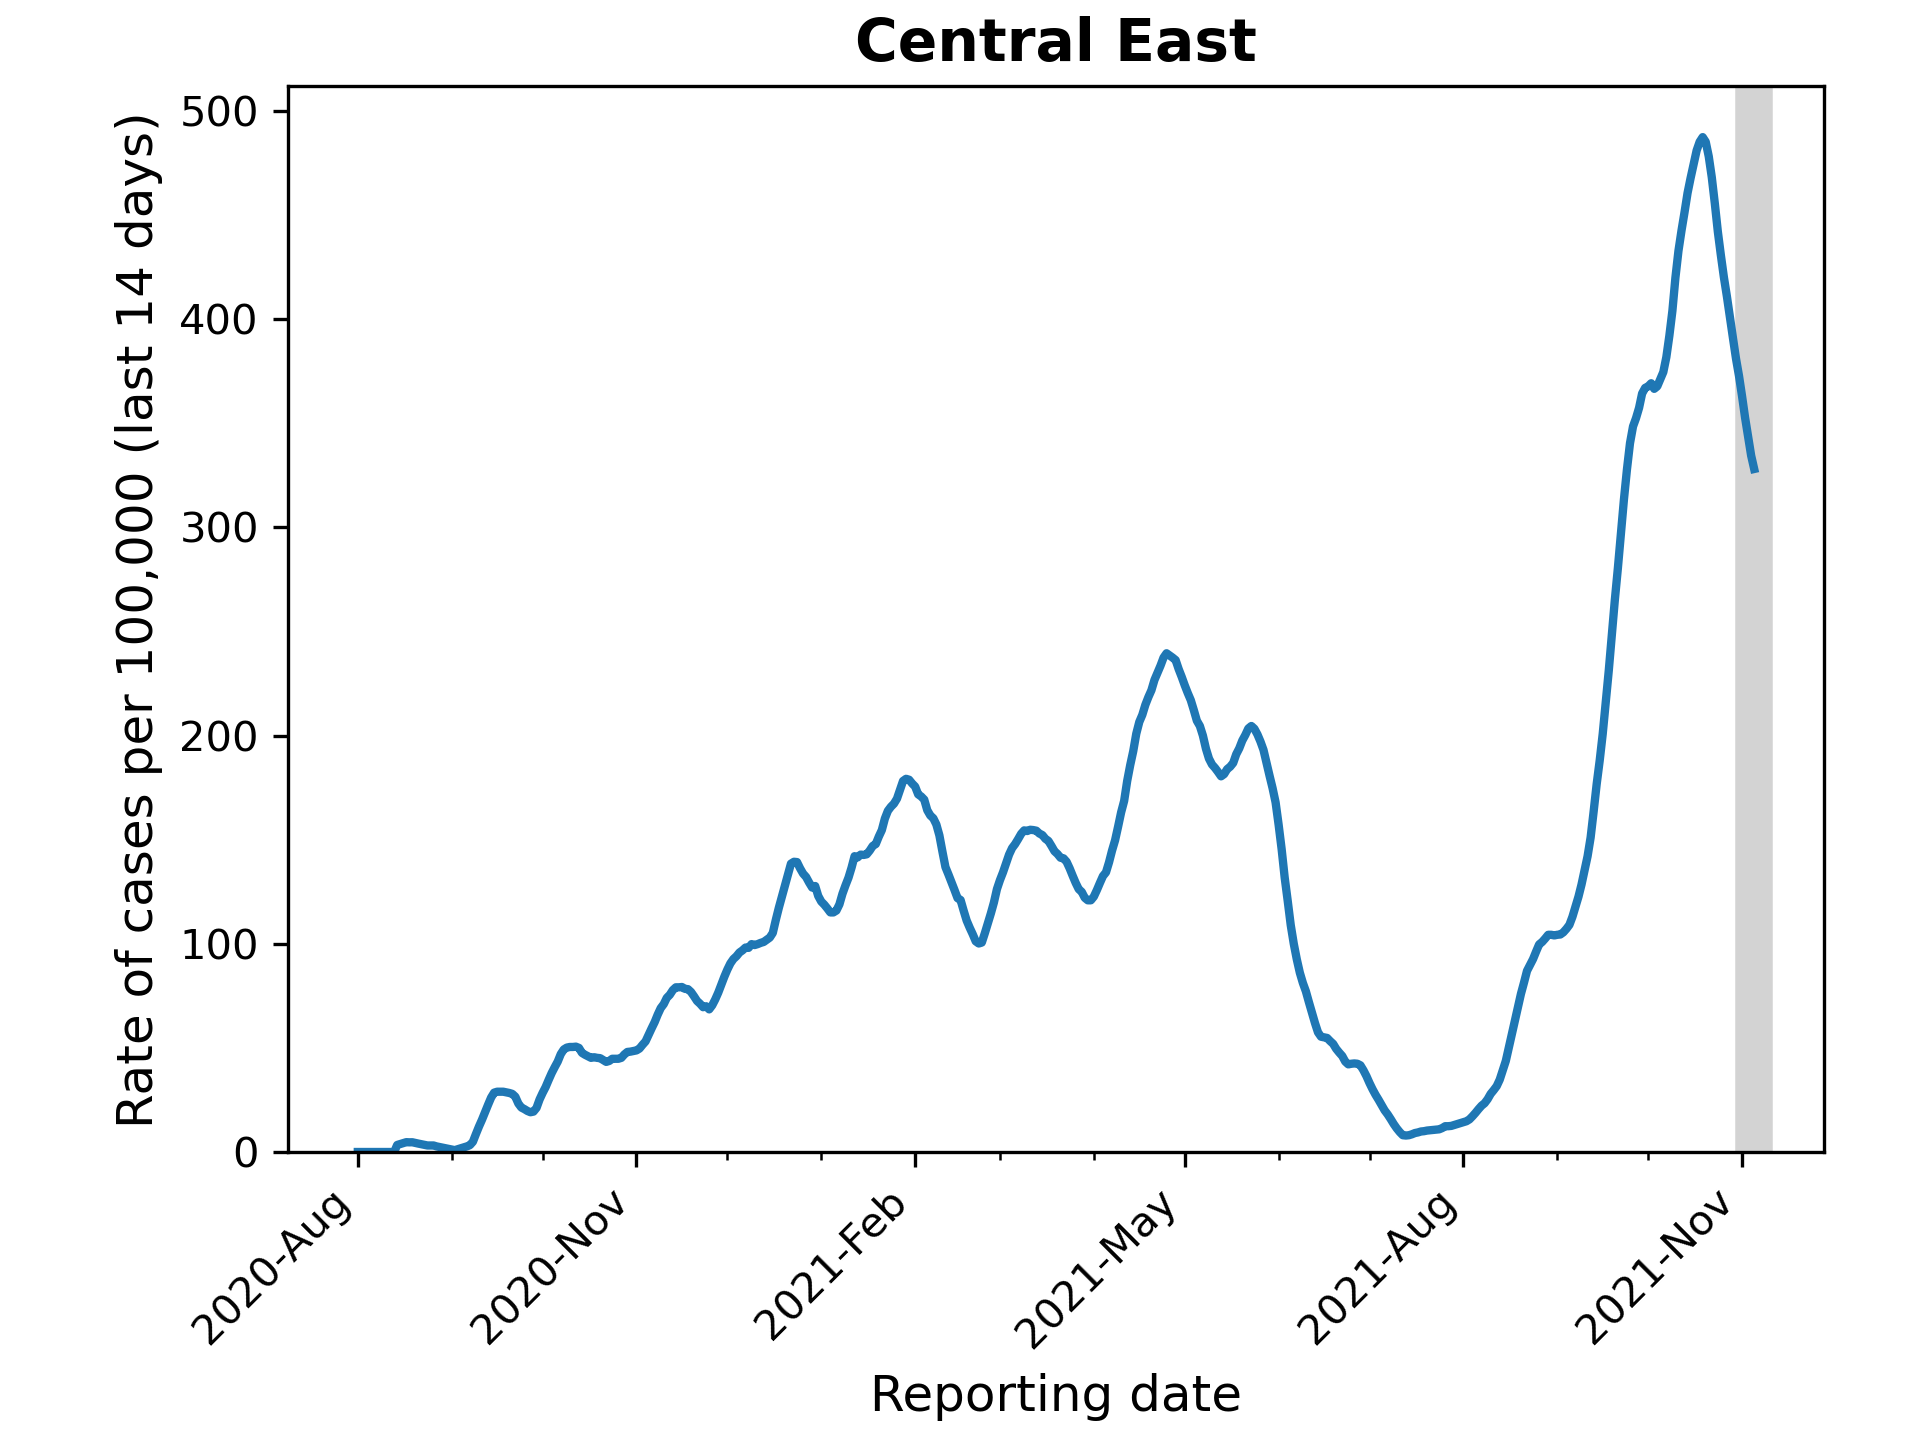 Central East
Rate of cases per 100,000 (last 14 days)
500
400
300
200
100
0
2020-Aug
2020-Nov
2021-Feb
2021-May
2021-Aug
2021-Nov
Reporting date